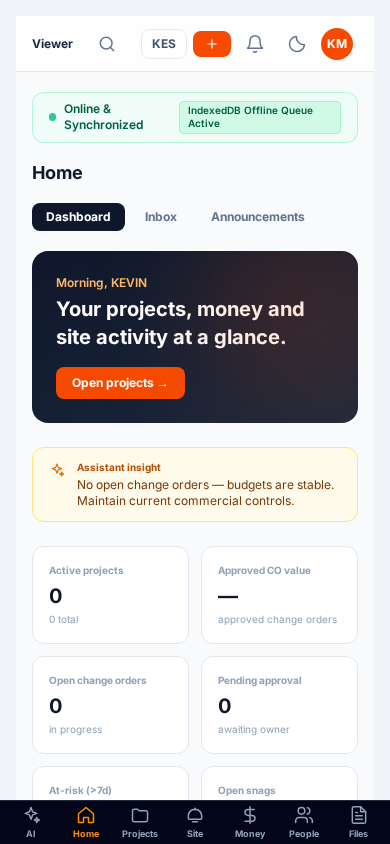 Viewer
KES
+
KM
Online &
Synchronized
IndexedDB Offline Queue
Active
Home
Dashboard
Inbox
Announcements
Morning, KEVIN
Your projects, money and
site activity at a glance.
Open projects →
Assistant insight
No open change orders — budgets are stable.
Maintain current commercial controls.
Active projects
0
0 total
Approved CO value
—
approved change orders
Open change orders
0
in progress
Pending approval
0
awaiting owner
At-risk (>7d)
Open snags
AI
Home
Projects
Site
Money
People
Files